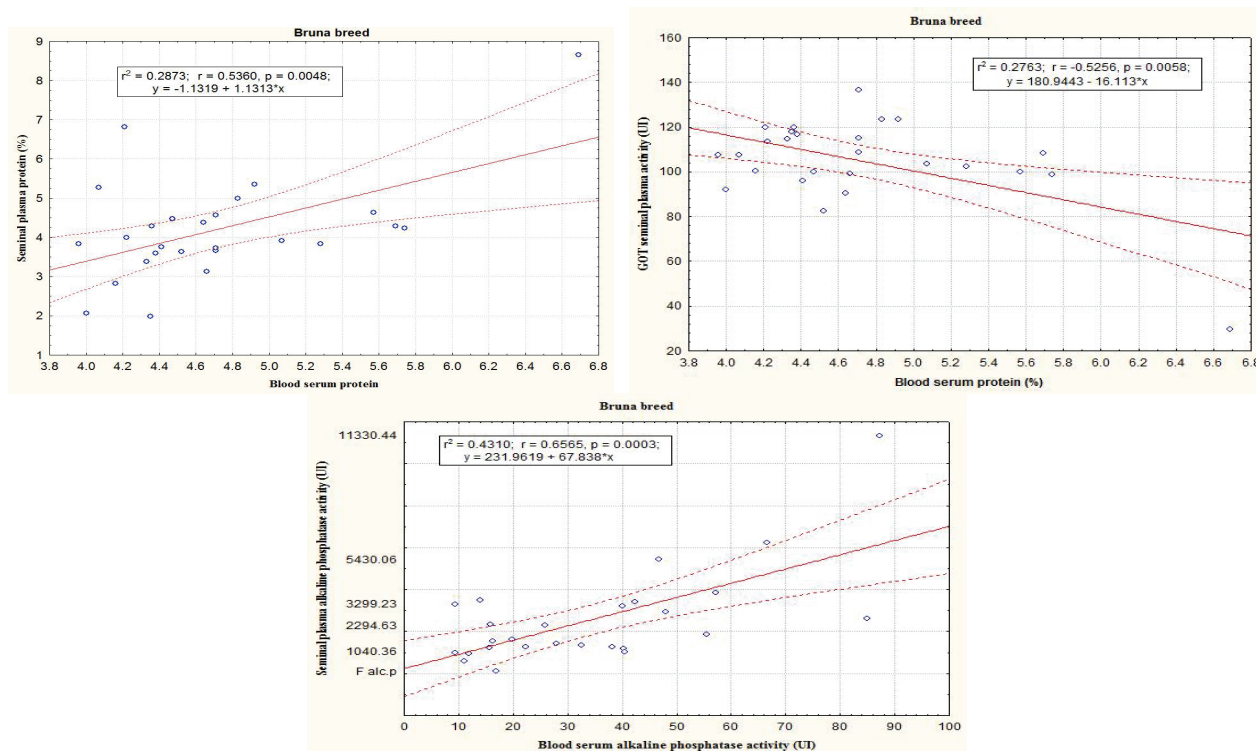 Bruna breed
r² = 0.2873; r = 0.5360, p = 0.0048;
y = -1.1319 + 1.1313*x
Seminal plasma protein (%)
9
8
7
6
5
4
3
2
1
3.8 4.0 4.2 4.4 4.6 4.8 5.0 5.2 5.4 5.6 5.8 6.0 6.2 6.4 6.6 6.8
Blood serum protein
Bruna breed
r² = 0.2763; r = -0.5256, p = 0.0058;
y = 180.9443 - 16.113*x
GOT seminal plasma activity (UI)
160
140
120
100
80
60
40
20
3.8 4.0 4.2 4.4 4.6 4.8 5.0 5.2 5.4 5.6 5.8 6.0 6.2 6.4 6.6 6.8
Blood serum protein (%)
Bruna breed
r² = 0.4310; r = 0.6565, p = 0.0003;
y = 231.9619 + 67.838*x
Seminal plasma alkaline phosphatase activity (UI)
11330.44
5430.06
3299.23
2294.63
1040.36
F alc.p
0 10 20 30 40 50 60 70 80 90 100
Blood serum alkaline phosphatase activity (UI)